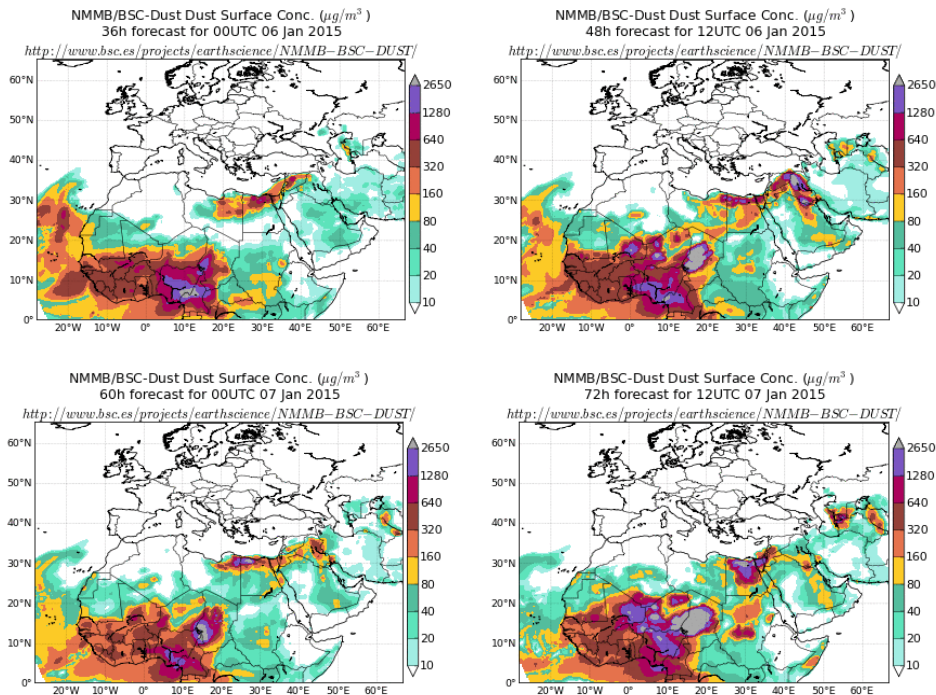 NMMB/BSC-Dust Dust Surface Conc. (μg/m³ )
36h forecast for 00UTC 06 Jan 2015
http://www.bsc.es/projects/earthscience/NMMB-BSC-DUST/
60°N
50°N
40°N
30°N
20°N
10°N
0°
20°W
10°W
0°
10°E
20°E
30°E
40°E
50°E
60°E
2650
1280
640
320
160
80
40
20
10
NMMB/BSC-Dust Dust Surface Conc. (μg/m³ )
48h forecast for 12UTC 06 Jan 2015
http://www.bsc.es/projects/earthscience/NMMB-BSC-DUST/
60°N
50°N
40°N
30°N
20°N
10°N
0°
20°W
10°W
0°
10°E
20°E
30°E
40°E
50°E
60°E
2650
1280
640
320
160
80
40
20
10
NMMB/BSC-Dust Dust Surface Conc. (μg/m³ )
60h forecast for 00UTC 07 Jan 2015
http://www.bsc.es/projects/earthscience/NMMB-BSC-DUST/
60°N
50°N
40°N
30°N
20°N
10°N
0°
20°W
10°W
0°
10°E
20°E
30°E
40°E
50°E
60°E
2650
1280
640
320
160
80
40
20
10
NMMB/BSC-Dust Dust Surface Conc. (μg/m³ )
72h forecast for 12UTC 07 Jan 2015
http://www.bsc.es/projects/earthscience/NMMB-BSC-DUST/
60°N
50°N
40°N
30°N
20°N
10°N
0°
20°W
10°W
0°
10°E
20°E
30°E
40°E
50°E
60°E
2650
1280
640
320
160
80
40
20
10